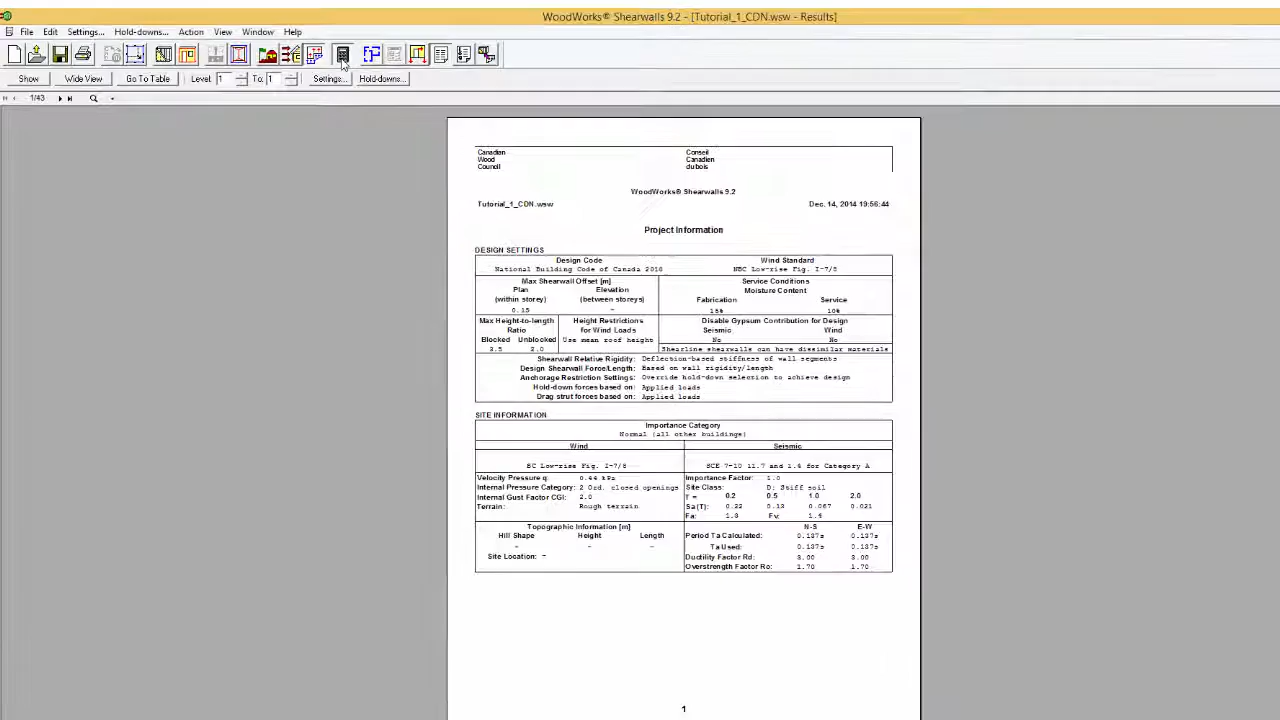 WoodWorks® Shearwalls 9.2 - [Tutorial_1_CDN.wsw - Results]
File Edit Settings... Hold-downs... Action View Window Help
Show Wide View Go To Table Level 1 To: 1 Settings... Hold-downs...
1/43
Canadian Conseil
Wood Canadien
Council du bois
WoodWorks® Shearwalls 9.2
Tutorial_1_CDN.wsw Dec. 14, 2014 19:56:44
Project Information
DESIGN SETTINGS
Design Code Wind Standard
National Building Code of Canada 2010 NBC Low-rise Fig. I-7/8
Max Shearwall Offset [m] Service Conditions
Plan Elevation Moisture Content
(within storey) (between storeys) Fabrication Service
0.15 - 15% 10%
Max Height-to-length Height Restrictions Disable Gypsum Contribution for Design
Ratio for Wind Loads Seismic Wind
Blocked Unblocked Use mean roof height No No
3.5 2.0 Shearline shearwalls can have dissimilar materials
Shearwall Relative Rigidity: Deflection-based stiffness of wall segments
Design Shearwall Force/Length: Based on wall rigidity/length
Anchorage Restriction Settings: Override hold-down selection to achieve design
Hold-down forces based on: Applied loads
Drag strut forces based on: Applied loads
SITE INFORMATION
Importance Category
Normal (all other buildings)
Wind Seismic
BC Low-rise Fig. I-7/8 SCE 7-10 11.7 and 1.4 for Category A
Velocity Pressure q: 0.44 kPa Importance Factor: 1.0
Internal Pressure Category: 2 Ord. closed openings Site Class: D: Stiff soil
Internal Gust Factor CGI: 2.0 T = 0.2 0.5 1.0 2.0
Terrain: Rough terrain Sa(T): 0.22 0.13 0.067 0.021
Fa: 1.3 Fv: 1.4
Topographic Information [m] N-S E-W
Hill Shape Height Length Period Ta Calculated: 0.137s 0.137s
- - - Ta Used: 0.137s 0.137s
Site Location: - Ductility Factor Rd: 3.00 3.00
Overstrength Factor Ro: 1.70 1.70
1